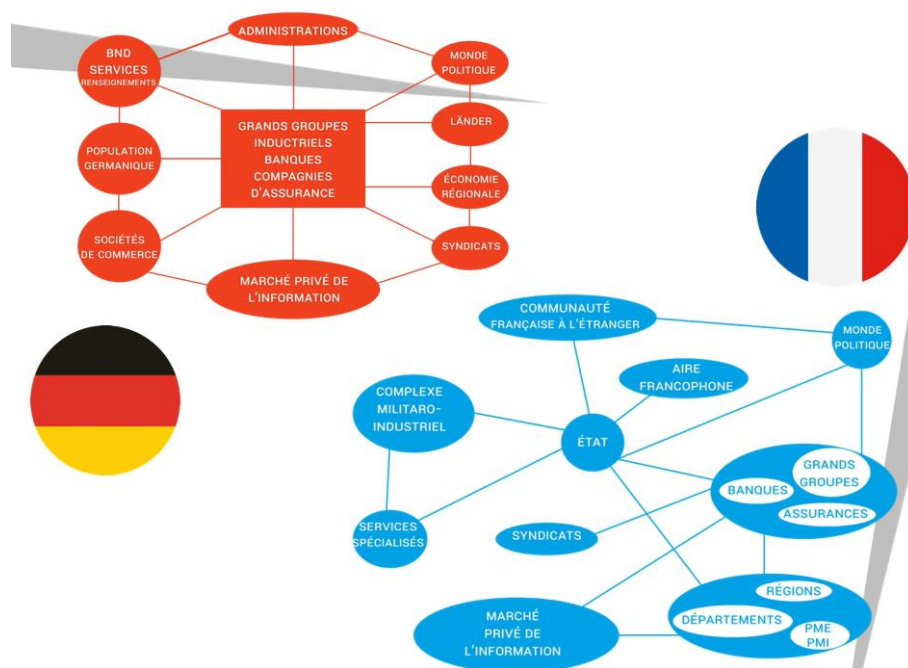 ADMINISTRATIONS
BND
SERVICES
RENSEIGNEMENTS
MONDE
POLITIQUE
GRANDS GROUPES
INDUCTRIELS
BANQUES
COMPAGNIES
D'ASSURANCE
LÄNDER
POPULATION
GERMANIQUE
ÉCONOMIE
RÉGIONALE
SOCIÉTÉS
DE COMMERCE
SYNDICATS
MARCHÉ PRIVÉ DE
L'INFORMATION
COMMUNAUTÉ
FRANÇAISE À L'ÉTRANGER
MONDE
POLITIQUE
AIRE
FRANCOPHONE
COMPLEXE
MILITARO-
INDUSTRIEL
ÉTAT
GRANDS
GROUPES
BANQUES
ASSURANCES
SERVICES
SPÉCIALISÉS
SYNDICATS
RÉGIONS
DÉPARTEMENTS
PME
PMI
MARCHÉ
PRIVÉ DE
L'INFORMATION